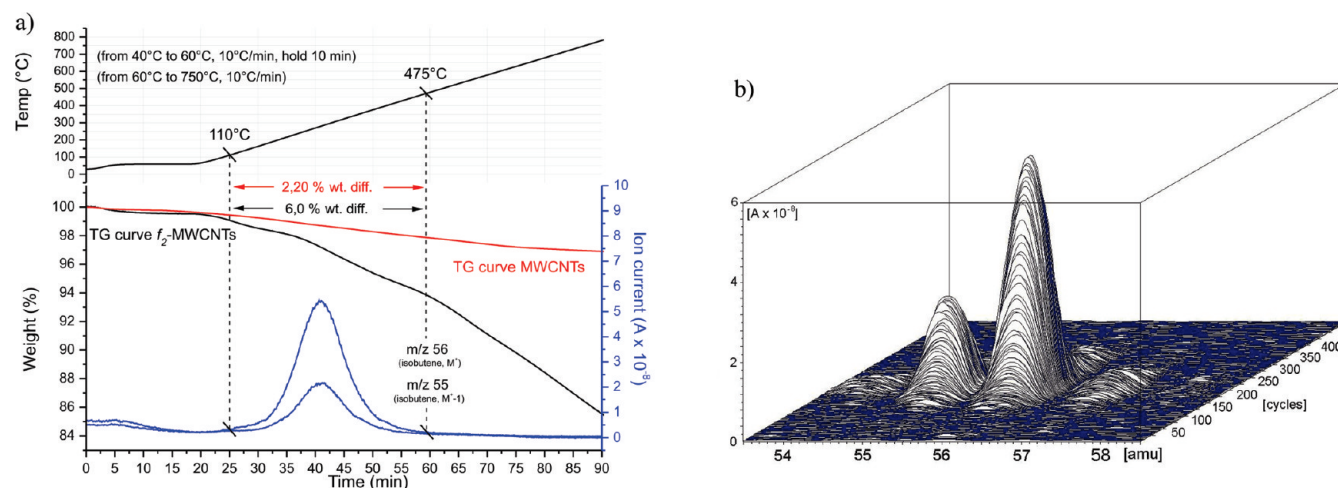 a)
(from 40°C to 60°C, 10°C/min, hold 10 min)
(from 60°C to 750°C, 10°C/min)
110°C
475°C
Temp (°C)
800
700
600
500
400
300
200
100
0
2,20 % wt. diff.
6,0 % wt. diff.
TG curve f2-MWCNTs
TG curve MWCNTs
m/z 56
(isobutene, M+)
m/z 55
(isobutene, M+-1)
Weight (%)
100
98
96
94
92
90
88
86
84
Ion current (A x 10-8)
10
9
8
7
6
5
4
3
2
1
0
0 5 10 15 20 25 30 35 40 45 50 55 60 65 70 75 80 85 90
Time (min)
b)
6
[A x 10-8]
4
2
0
54 55 56 57 58 [amu]
50 100 150 200 250 300 350 400
[cycles]